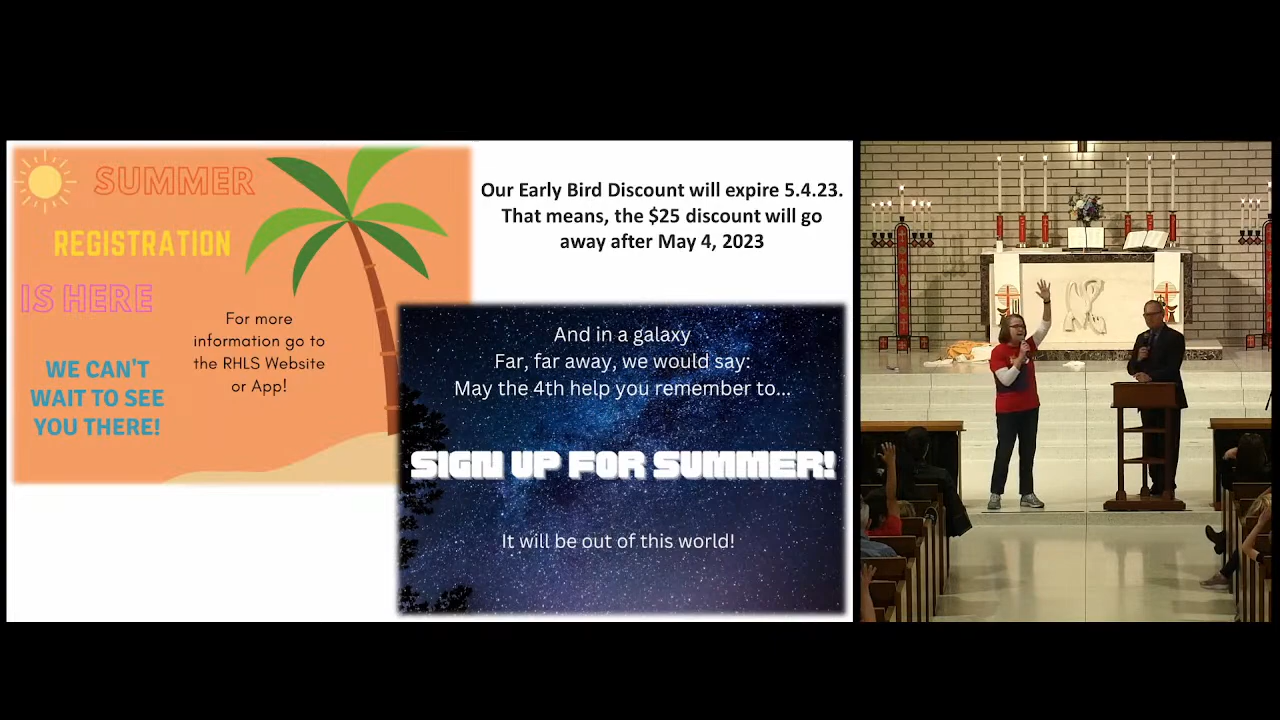 SUMMER
REGISTRATION
IS HERE
WE CAN'T
WAIT TO SEE
YOU THERE!
For more
information go to
the RHLS Website
or App!
Our Early Bird Discount will expire 5.4.23.
That means, the $25 discount will go
away after May 4, 2023
And in a galaxy
Far, far away, we would say:
May the 4th help you remember to...
SIGN UP FOR SUMMER!
It will be out of this world!